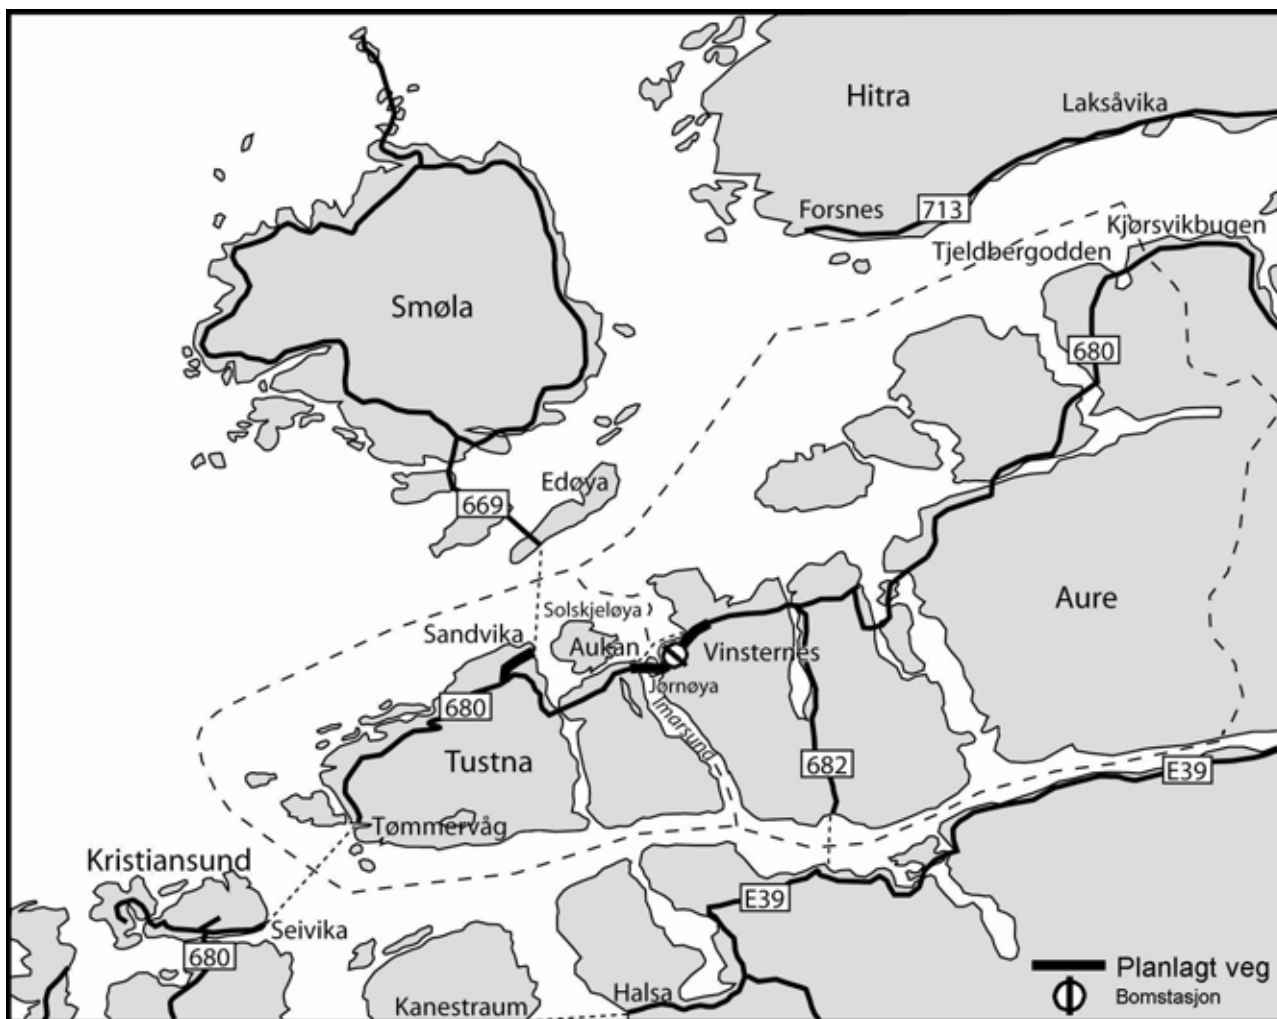 Hitra
Laksåvika
Forsnes
713
Kjørsvikbugen
Tjeldbergodden
Smøla
680
Edøya
669
Aure
Solskjeløya
Sandvika
Aukan
Vinsternes
Jørnøya
680
Imarsund
Tustna
682
E39
Tømmervåg
Kristiansund
E39
Seivika
680
Planlagt veg
Halsa
Bomstasjon
Kanestraum